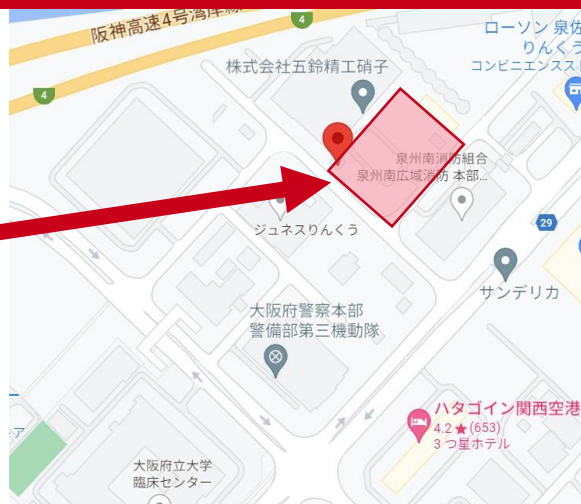 阪神高速4号湾岸線
4
ローソン 泉佐
りんくう
コンビニエンスス
株式会社五鈴精工硝子
4
泉州南消防組合
泉州南広域消防 本部...
ジュネスりんくう
29
サンデリカ
大阪府警察本部
警備部第三機動隊
ハタゴイン関西空港
4.2★(653)
3 つ星ホテル
ア
大阪府立大学
臨床センター